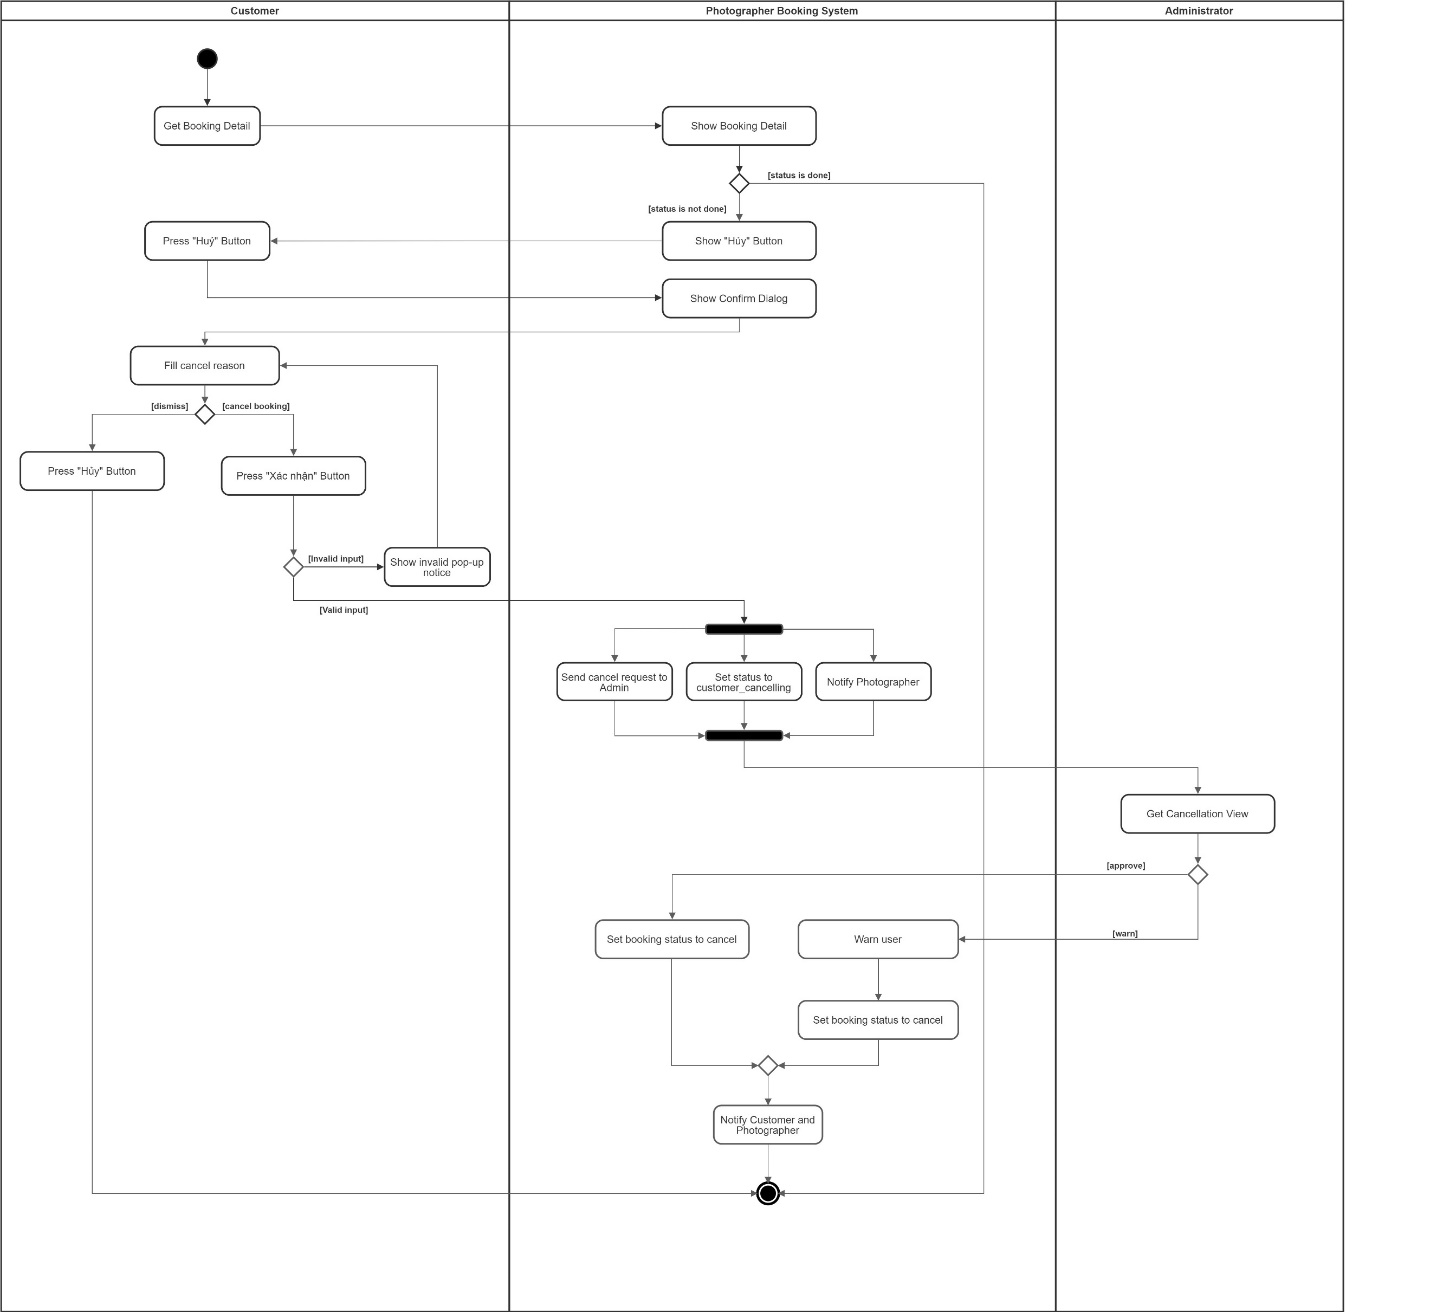 Customer
Photographer Booking System
Administrator
Get Booking Detail
Show Booking Detail
[status is done]
[status is not done]
Press "Huỷ" Button
Show "Hủy" Button
Show Confirm Dialog
Fill cancel reason
[dismiss]
[cancel booking]
Press "Hủy" Button
Press "Xác nhận" Button
[Invalid input]
Show invalid pop-up
notice
[Valid input]
Send cancel request to
Admin
Set status to
customer_cancelling
Notify Photographer
Get Cancellation View
[approve]
[warn]
Set booking status to cancel
Warn user
Set booking status to cancel
Notify Customer and
Photographer